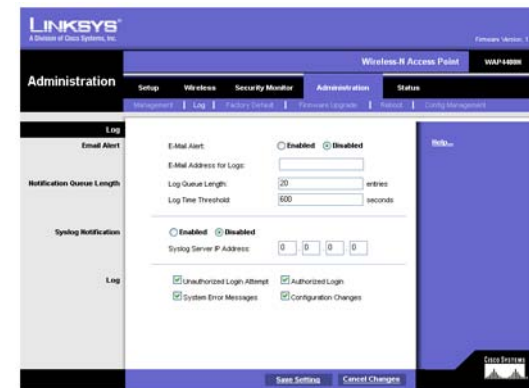 LINKSYS®
A Division of Cisco Systems, Inc.
Firmware Version: 1
Wireless-N Access Point
WAP4400N
Administration
Setup Wireless Security Monitor Administration Status
Management | Log | Factory Default | Firmware Upgrade | Reboot | Config Management
Log
Email Alert
E-Mail Alert: Enabled Disabled
Help...
E-Mail Address for Logs:
Notification Queue Length
Log Queue Length: 20 entries
Log Time Threshold: 600 seconds
Syslog Notification
Enabled Disabled
Syslog Server IP Address: 0 0 0 0
Log
Unauthorized Login Attempt Authorized Login
System Error Messages Configuration Changes
Save Setting Cancel Changes
CISCO SYSTEMS